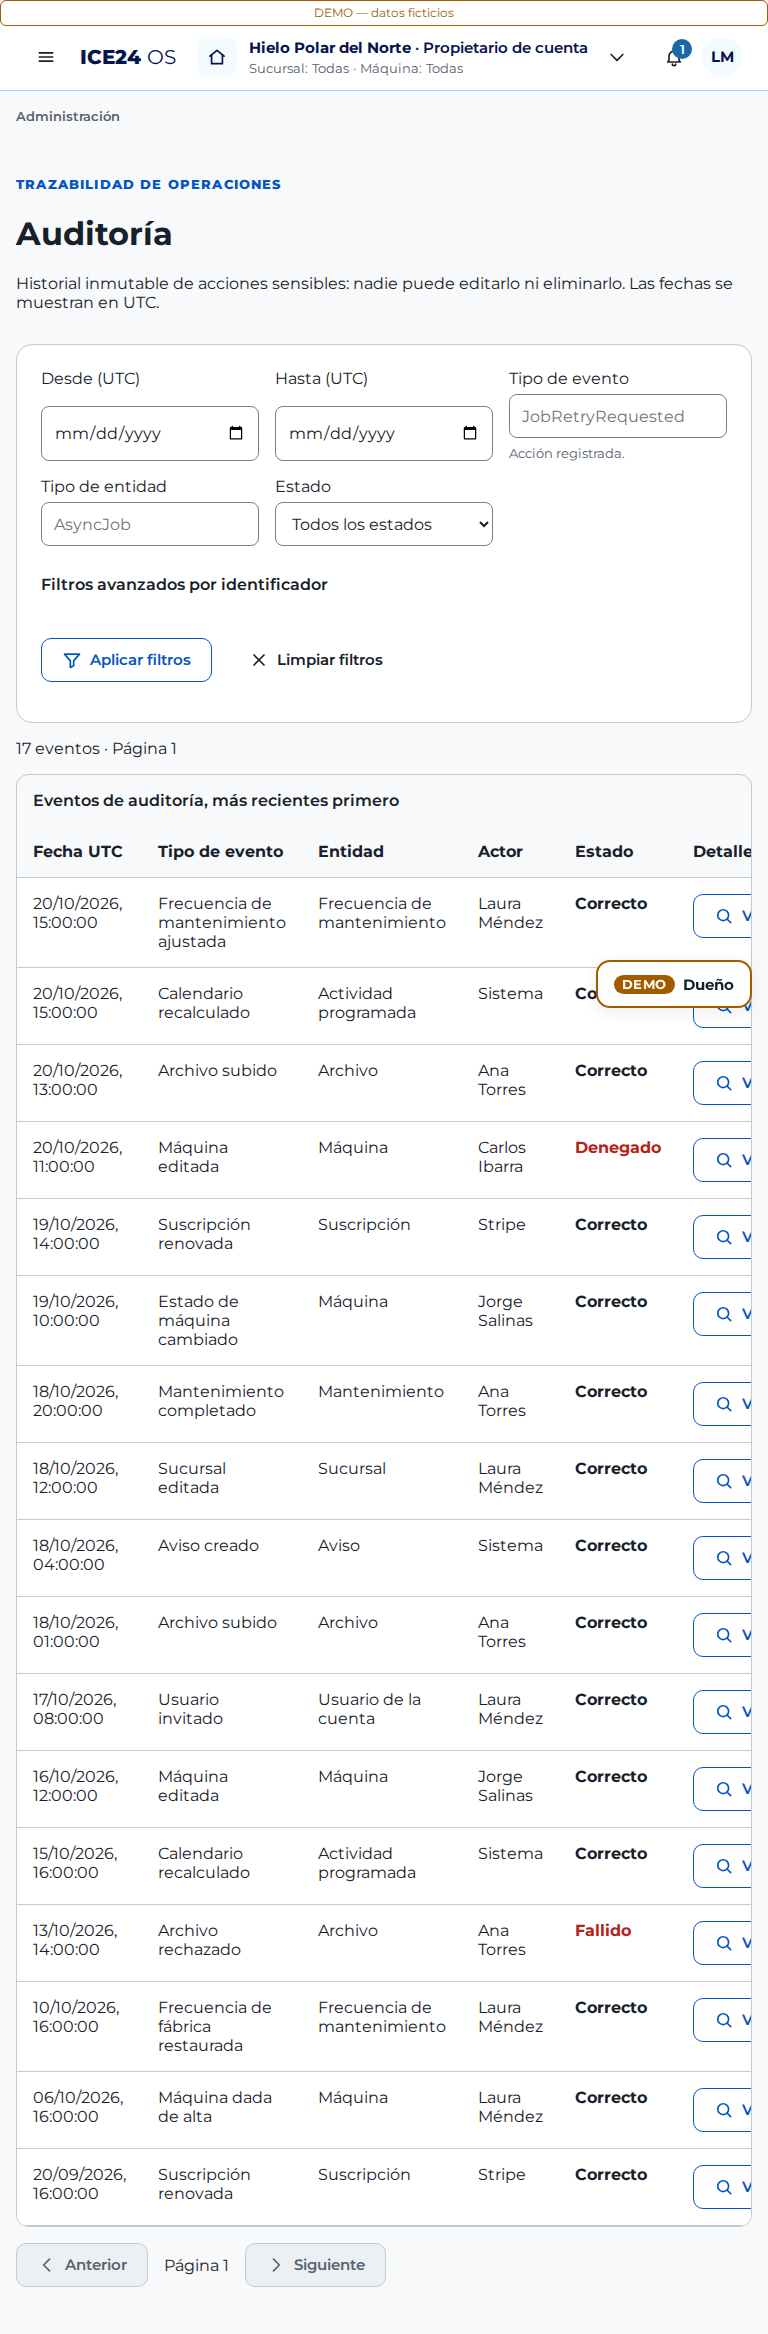 DEMO — datos ficticios
ICE24 OS
Hielo Polar del Norte · Propietario de cuenta
Sucursal: Todas · Máquina: Todas
1
LM
Administración
TRAZABILIDAD DE OPERACIONES
Auditoría
Historial inmutable de acciones sensibles: nadie puede editarlo ni eliminarlo. Las fechas se
muestran en UTC.
Desde (UTC)
Hasta (UTC)
Tipo de evento
mm/dd/yyyy
mm/dd/yyyy
JobRetryRequested
Acción registrada.
Tipo de entidad
Estado
AsyncJob
Todos los estados
Filtros avanzados por identificador
Aplicar filtros
Limpiar filtros
17 eventos · Página 1
Eventos de auditoría, más recientes primero
Fecha UTC Tipo de evento Entidad Actor Estado Detalle
20/10/2026, Frecuencia de Frecuencia de Laura Correcto
15:00:00 mantenimiento mantenimiento Méndez V
ajustada
DEMO Dueño
20/10/2026, Calendario Actividad Sistema Co
15:00:00 recalculado programada V
20/10/2026, Archivo subido Archivo Ana Correcto
13:00:00 Torres V
20/10/2026, Máquina Máquina Carlos Denegado
11:00:00 editada Ibarra V
19/10/2026, Suscripción Suscripción Stripe Correcto
14:00:00 renovada V
19/10/2026, Estado de Máquina Jorge Correcto
10:00:00 máquina Salinas V
cambiado
18/10/2026, Mantenimiento Mantenimiento Ana Correcto
20:00:00 completado Torres V
18/10/2026, Sucursal Sucursal Laura Correcto
12:00:00 editada Méndez V
18/10/2026, Aviso creado Aviso Sistema Correcto
04:00:00 V
18/10/2026, Archivo subido Archivo Ana Correcto
01:00:00 Torres V
17/10/2026, Usuario Usuario de la Laura Correcto
08:00:00 invitado cuenta Méndez V
16/10/2026, Máquina Máquina Jorge Correcto
12:00:00 editada Salinas V
15/10/2026, Calendario Actividad Sistema Correcto
16:00:00 recalculado programada V
13/10/2026, Archivo Archivo Ana Fallido
14:00:00 rechazado Torres V
10/10/2026, Frecuencia de Frecuencia de Laura Correcto
16:00:00 fábrica mantenimiento Méndez V
restaurada
06/10/2026, Máquina dada Máquina Laura Correcto
16:00:00 de alta Méndez V
20/09/2026, Suscripción Suscripción Stripe Correcto
16:00:00 renovada V
Anterior
Página 1
Siguiente